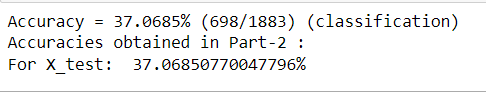 Accuracy = 37.0685% (698/1883) (classification)
Accuracies obtained in Part-2 :
For X_test:  37.06850770047796%